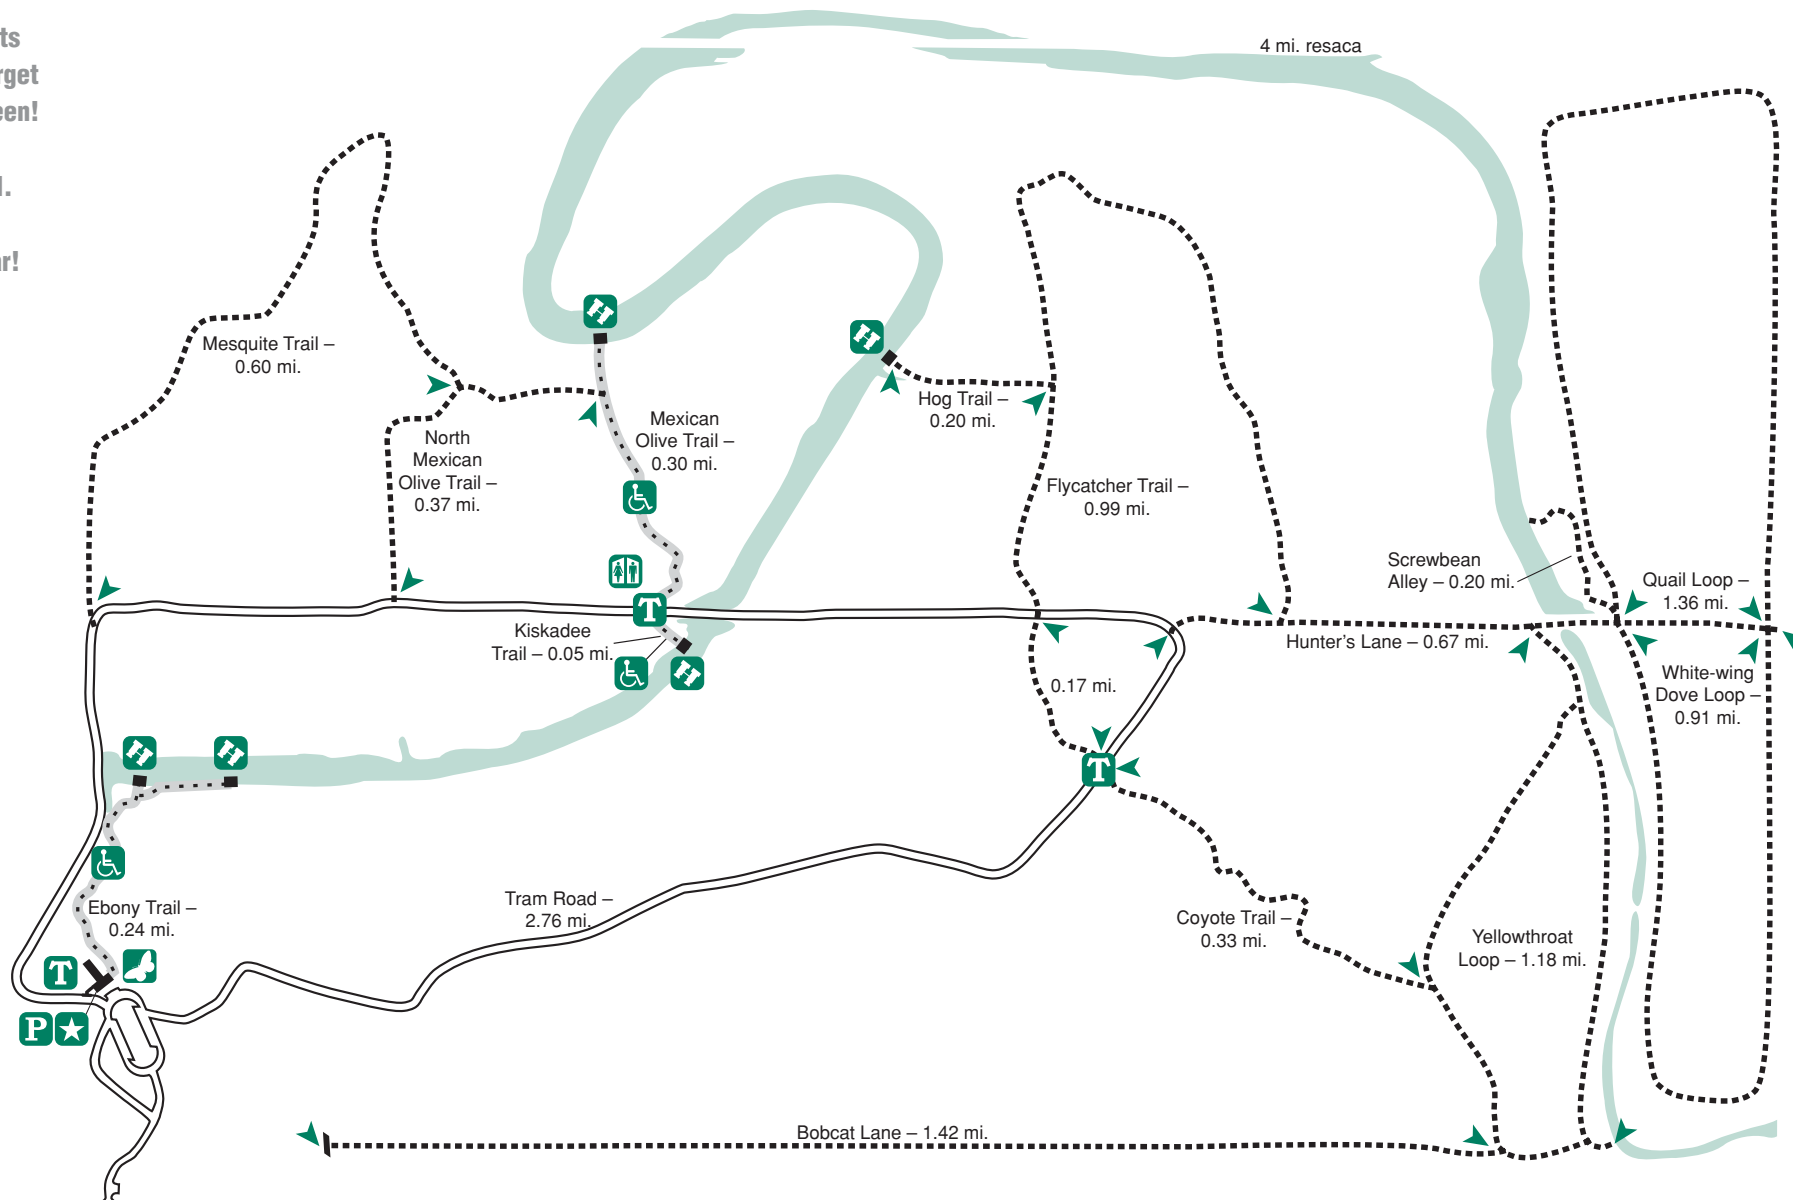 ts
rget
een!
l.
r!
4 mi. resaca
Mesquite Trail –
0.60 mi.
North
Mexican
Olive Trail –
0.37 mi.
Mexican
Olive Trail –
0.30 mi.
Hog Trail –
0.20 mi.
Flycatcher Trail –
0.99 mi.
Screwbean
Alley – 0.20 mi.
Quail Loop –
1.36 mi.
Kiskadee
Trail – 0.05 mi.
T
Hunter's Lane – 0.67 mi.
0.17 mi.
White-wing
Dove Loop –
0.91 mi.
T
Ebony Trail –
0.24 mi.
Tram Road –
2.76 mi.
Coyote Trail –
0.33 mi.
Yellowthroat
Loop – 1.18 mi.
T
P
Bobcat Lane – 1.42 mi.